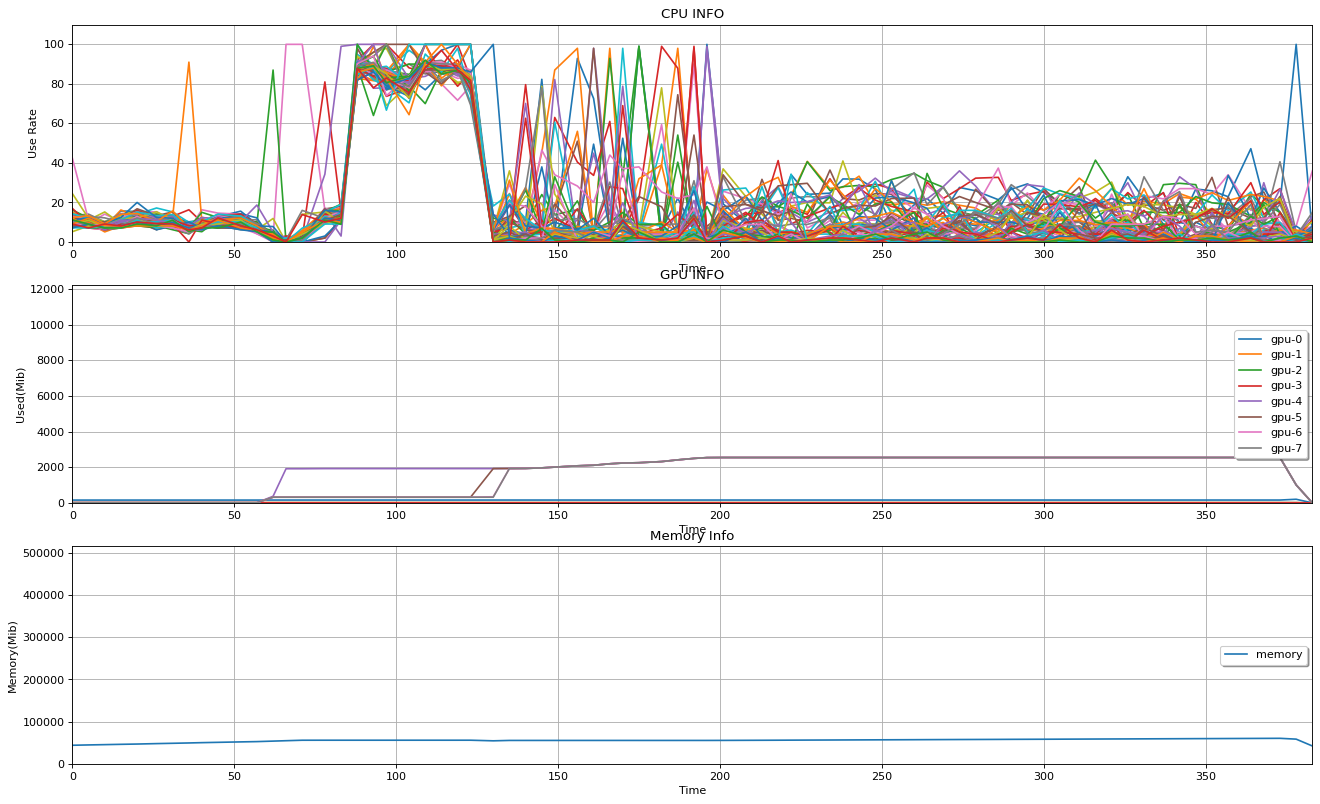 CPU INFO
100
80
60
40
20
0
Use Rate
0 50 100 150 200 250 300 350
Time
GPU INFO
12000
10000
8000
6000
4000
2000
0
Used(Mib)
gpu-0
gpu-1
gpu-2
gpu-3
gpu-4
gpu-5
gpu-6
gpu-7
0 50 100 150 200 250 300 350
Time
Memory Info
500000
400000
300000
200000
100000
0
Memory(Mib)
memory
0 50 100 150 200 250 300 350
Time